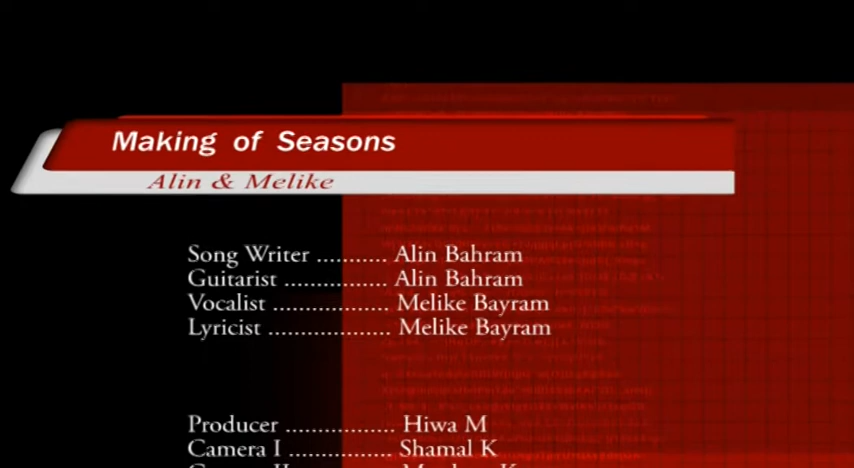 Making of Seasons
Alin & Melike
Song Writer ........... Alin Bahram
Guitarist ................ Alin Bahram
Vocalist .................. Melike Bayram
Lyricist ................... Melike Bayram
Producer ................. Hiwa M
Camera I ................ Shamal K